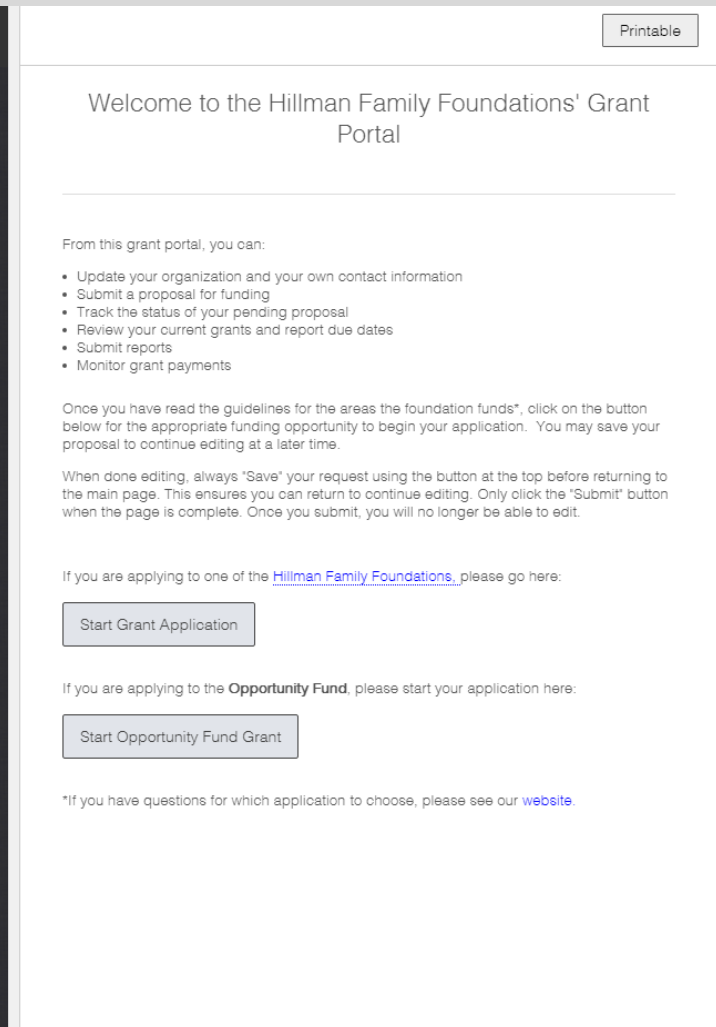 Printable
Welcome to the Hillman Family Foundations' Grant
Portal
From this grant portal, you can:
• Update your organization and your own contact information
• Submit a proposal for funding
• Track the status of your pending proposal
• Review your current grants and report due dates
• Submit reports
• Monitor grant payments
Once you have read the guidelines for the areas the foundation funds*, click on the button
below for the appropriate funding opportunity to begin your application.  You may save your
proposal to continue editing at a later time.
When done editing, always "Save" your request using the button at the top before returning to
the main page. This ensures you can return to continue editing. Only click the "Submit" button
when the page is complete. Once you submit, you will no longer be able to edit.
If you are applying to one of the Hillman Family Foundations, please go here:
Start Grant Application
If you are applying to the Opportunity Fund, please start your application here:
Start Opportunity Fund Grant
*If you have questions for which application to choose, please see our website.